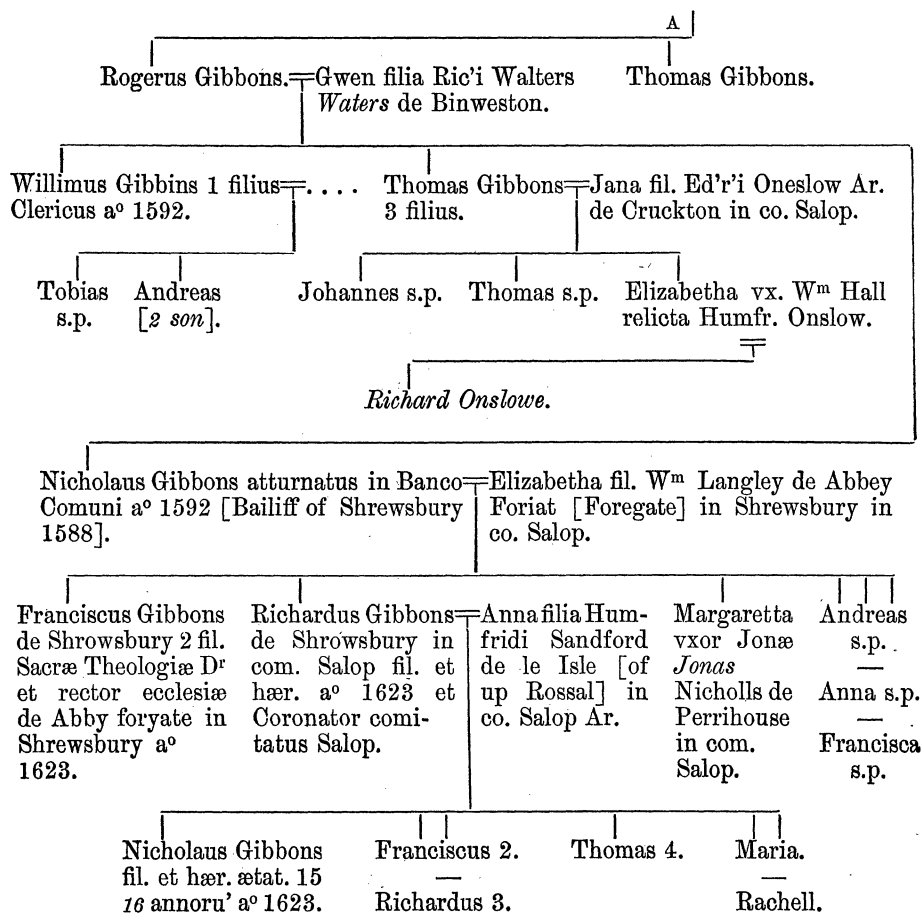 A
Rogerus Gibbons.
Gwen filia Ric'i Walters
Waters de Binweston.
Thomas Gibbons.
Willimus Gibbins 1 filius
Clericus aº 1592.
. . . .
Thomas Gibbons
3 filius.
Jana fil. Ed'r'i Oneslow Ar.
de Cruckton in co. Salop.
Tobias
s.p.
Andreas
[2 son].
Johannes s.p.
Thomas s.p.
Elizabetha vx. Wᵐ Hall
relicta Humfr. Onslow.
Richard Onslowe.
Nicholaus Gibbons atturnatus in Banco
Comuni aº 1592 [Bailiff of Shrewsbury
1588].
Elizabetha fil. Wᵐ Langley de Abbey
Foriat [Foregate] in Shrewsbury in
co. Salop.
Franciscus Gibbons
de Shrowsbury 2 fil.
Sacræ Theologiæ Dʳ
et rector ecclesiæ
de Abby foryate in
Shrewsbury aº
1623.
Richardus Gibbons
de Shrowsbury in
com. Salop fil. et
hær. aº 1623 et
Coronator comi-
tatus Salop.
Anna filia Hum-
fridi Sandford
de le Isle [of
up Rossal] in
co. Salop Ar.
Margaretta
vxor Jonæ
Jonas
Nicholls de
Perrihouse
in com.
Salop.
Andreas
s.p.
—
Anna s.p.
—
Francisca
s.p.
Nicholaus Gibbons
fil. et hær. ætat. 15
16 annoru' aº 1623.
Franciscus 2.
—
Richardus 3.
Thomas 4.
Maria.
—
Rachell.